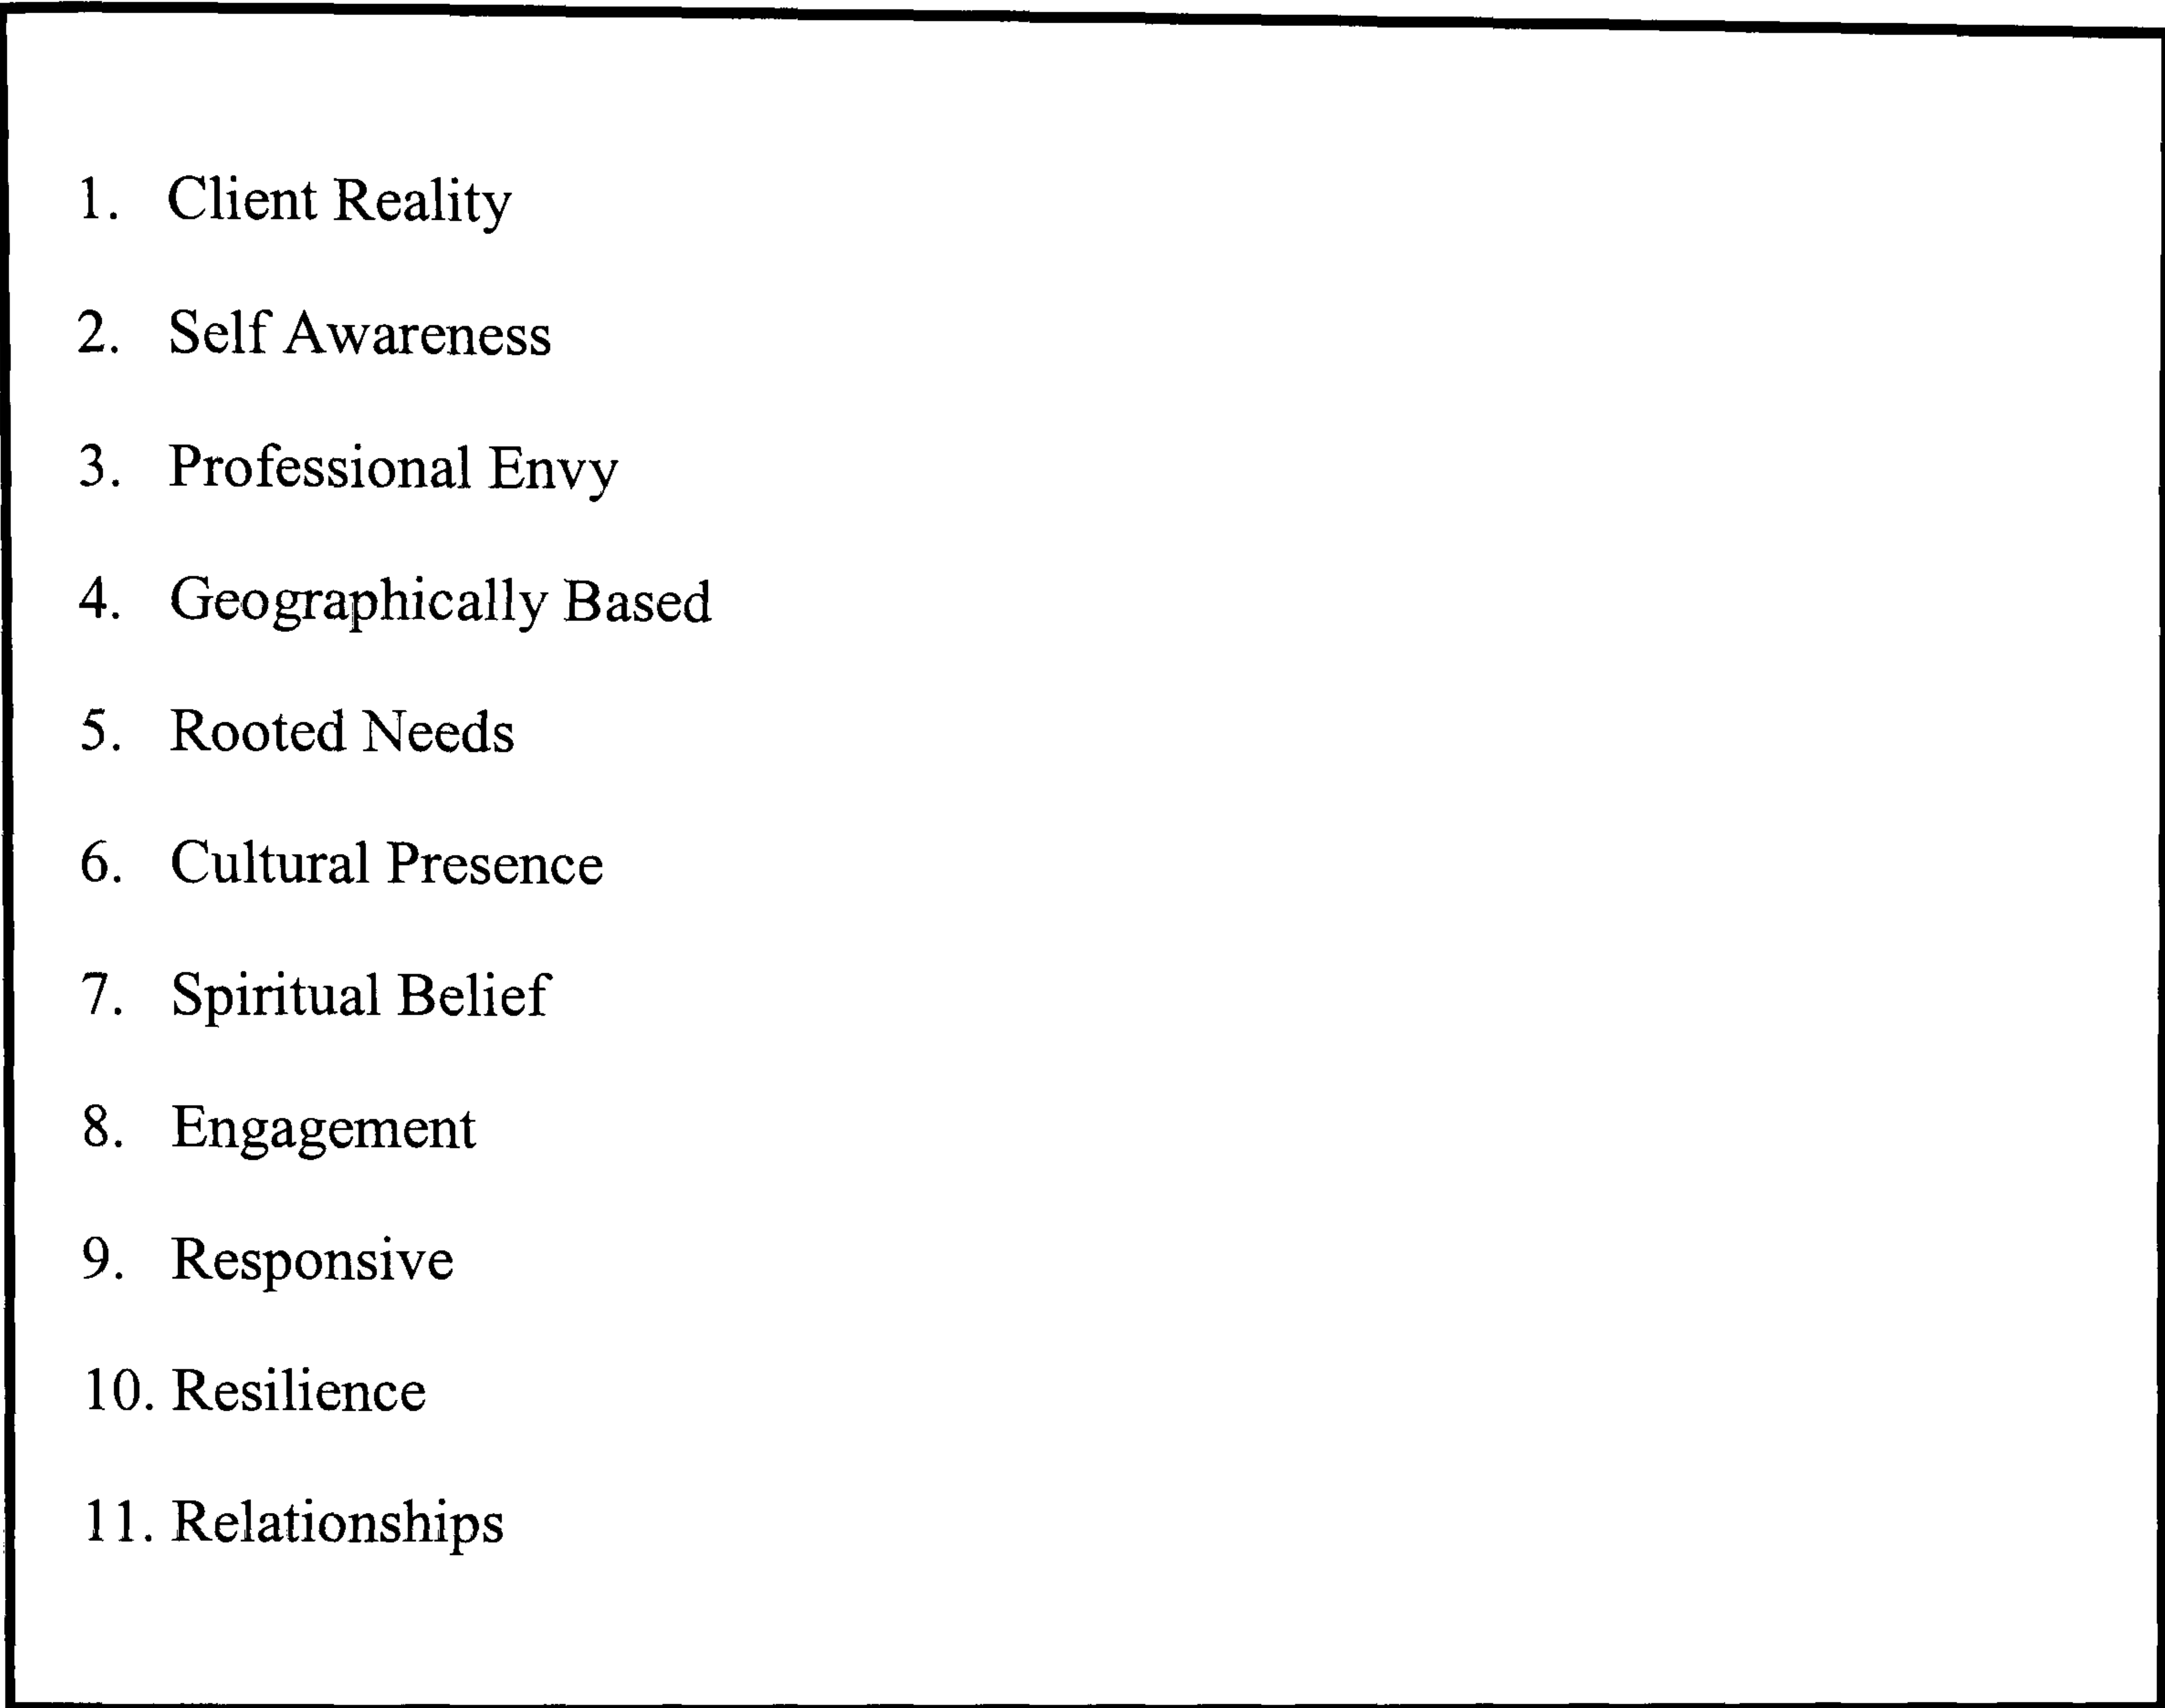 1. Client Reality
2. Self Awareness
3. Professional Envy
4. Geographically Based
5. Rooted Needs
6. Cultural Presence
7. Spiritual Belief
8. Engagement
9. Responsive
10. Resilience
11. Relationships